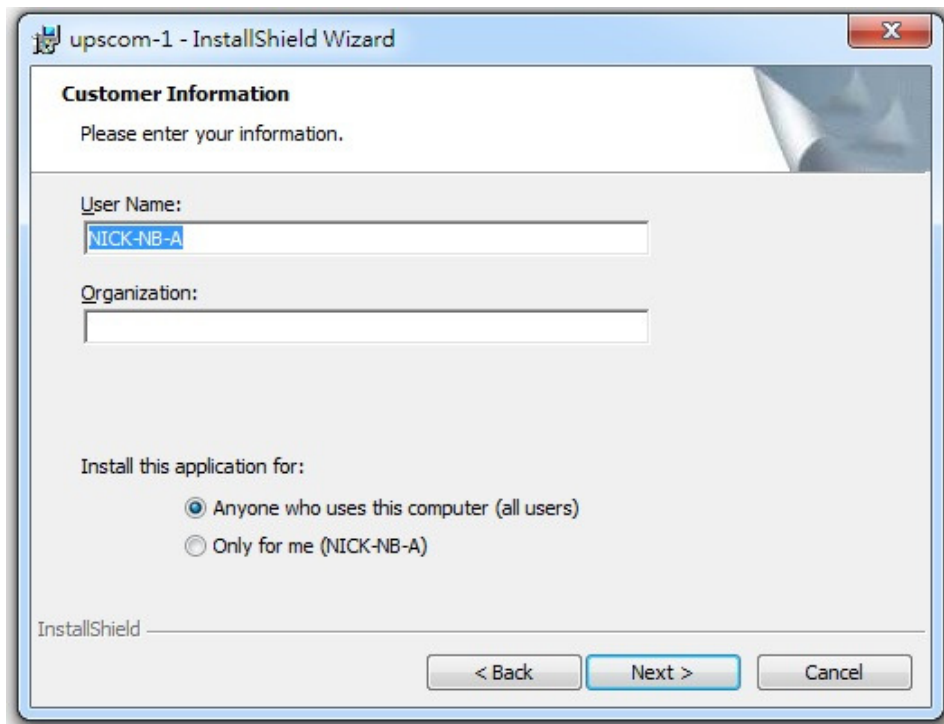 upscom-1 - InstallShield Wizard
Customer Information
Please enter your information.
User Name:
NICK-NB-A
Organization:
Install this application for:
Anyone who uses this computer (all users)
Only for me (NICK-NB-A)
InstallShield
< Back Next > Cancel